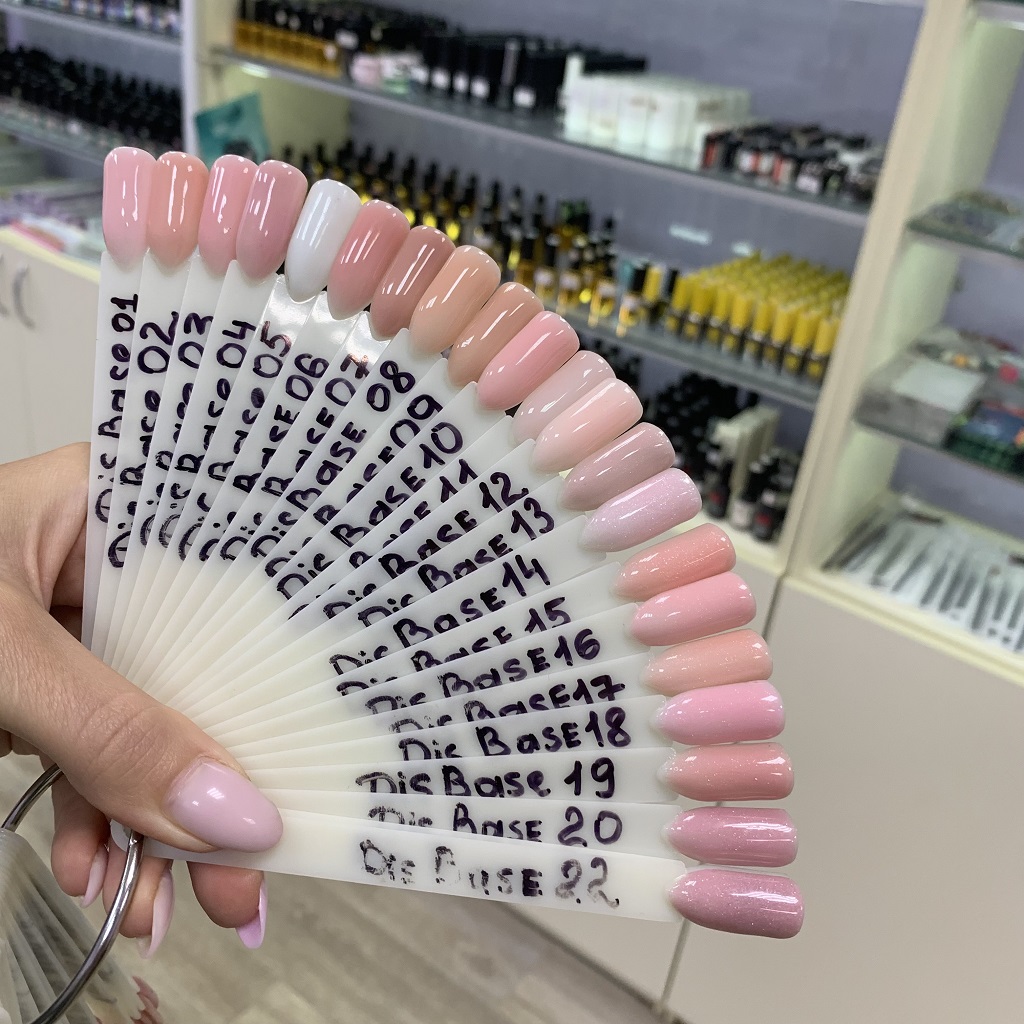 Dis Base 01
Dis Base 02
Dis Base 03
Dis Base 04
Dis Base 05
Dis BasE 06
Dis BasE 07
Dis BasE 08
Dis BasE 09
Dis BasE 10
Base 11
Dis Base 12
Dis Base 13
Dis BasE 14
Dis BasE 15
Dis BasE 16
Dis BasE 17
Dis BasE 18
Dis Base 19
Dis BasE 20
Dis BasE 22